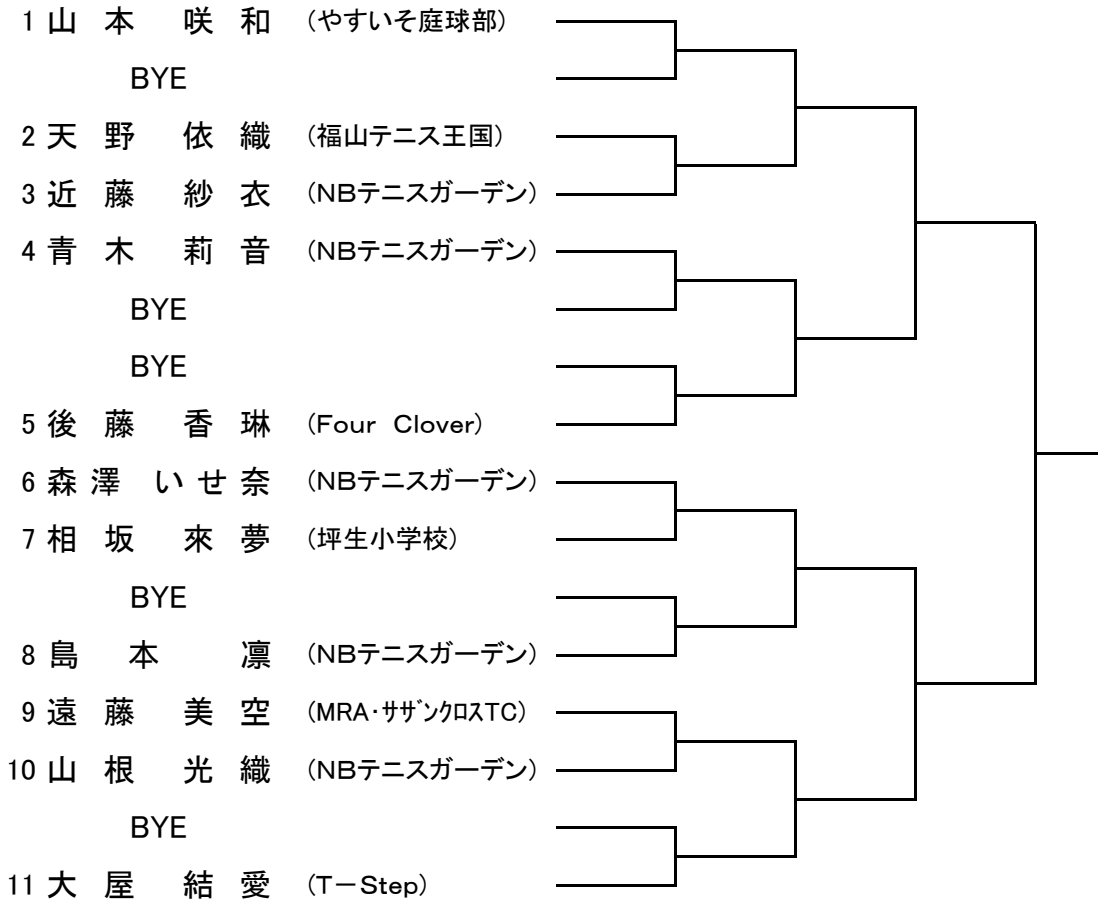 1 山本 咲和 (やすいそ庭球部)
BYE
2 天野 依織 (福山テニス王国)
3 近藤 紗衣 (NBテニスガーデン)
4 青木 莉音 (NBテニスガーデン)
BYE
BYE
5 後藤 香琳 (Four Clover)
6 森澤 いせ奈 (NBテニスガーデン)
7 相坂 來夢 (坪生小学校)
BYE
8 島本 凛 (NBテニスガーデン)
9 遠藤 美空 (MRA・ｻｻﾞﾝｸﾛｽTC)
10 山根 光織 (NBテニスガーデン)
BYE
11 大屋 結愛 (T－Step)